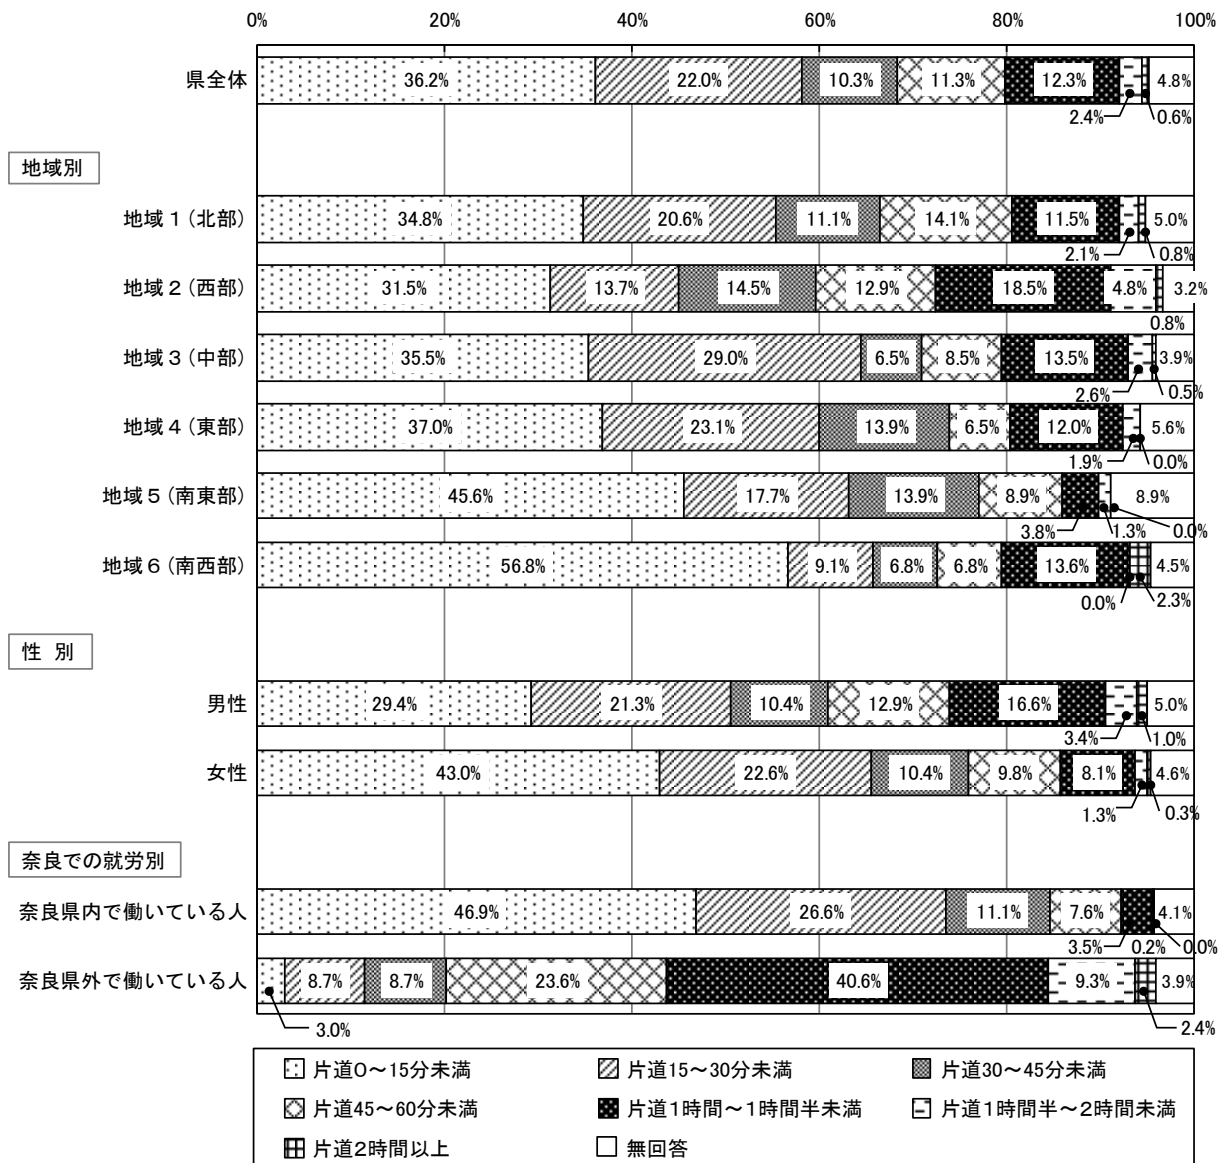 0% 20% 40% 60% 80% 100%
県全体 36.2% 22.0% 10.3% 11.3% 12.3% 4.8%
2.4% 0.6%
地域別
地域１（北部） 34.8% 20.6% 11.1% 14.1% 11.5% 5.0%
2.1% 0.8%
地域２（西部） 31.5% 13.7% 14.5% 12.9% 18.5% 4.8% 3.2%
0.8%
地域３（中部） 35.5% 29.0% 6.5% 8.5% 13.5% 3.9%
2.6% 0.5%
地域４（東部） 37.0% 23.1% 13.9% 6.5% 12.0% 5.6%
1.9% 0.0%
地域５（南東部） 45.6% 17.7% 13.9% 8.9% 8.9%
3.8% 1.3% 0.0%
地域６（南西部） 56.8% 9.1% 6.8% 6.8% 13.6% 4.5%
0.0% 2.3%
性 別
男性 29.4% 21.3% 10.4% 12.9% 16.6% 5.0%
3.4% 1.0%
女性 43.0% 22.6% 10.4% 9.8% 8.1% 4.6%
1.3% 0.3%
奈良での就労別
奈良県内で働いている人 46.9% 26.6% 11.1% 7.6% 4.1%
3.5% 0.2% 0.0%
奈良県外で働いている人 8.7% 8.7% 23.6% 40.6% 9.3% 3.9%
3.0% 2.4%
片道０～15分未満 片道15～30分未満 片道30～45分未満
片道45～60分未満 片道１時間～１時間半未満 片道１時間半～２時間未満
片道２時間以上 無回答